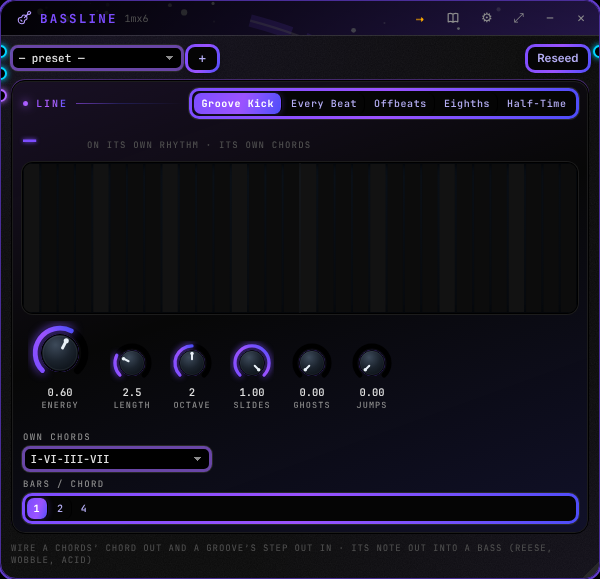 BASSLINE 1mx6
— preset —
+
Reseed
LINE
Groove Kick Every Beat Offbeats Eighths Half-Time
ON ITS OWN RHYTHM · ITS OWN CHORDS
0.60 2.5 2 1.00 0.00 0.00
ENERGY LENGTH OCTAVE SLIDES GHOSTS JUMPS
OWN CHORDS
I-VI-III-VII
BARS / CHORD
1 2 4
WIRE A CHORDS' CHORD OUT AND A GROOVE'S STEP OUT IN · ITS NOTE OUT INTO A BASS (REESE,
WOBBLE, ACID)